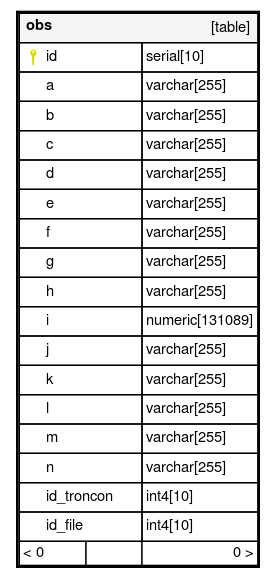 obs [table]
id serial[10]
a varchar[255]
b varchar[255]
c varchar[255]
d varchar[255]
e varchar[255]
f varchar[255]
g varchar[255]
h varchar[255]
i numeric[131089]
j varchar[255]
k varchar[255]
l varchar[255]
m varchar[255]
n varchar[255]
id_troncon int4[10]
id_file int4[10]
< 0 0 >